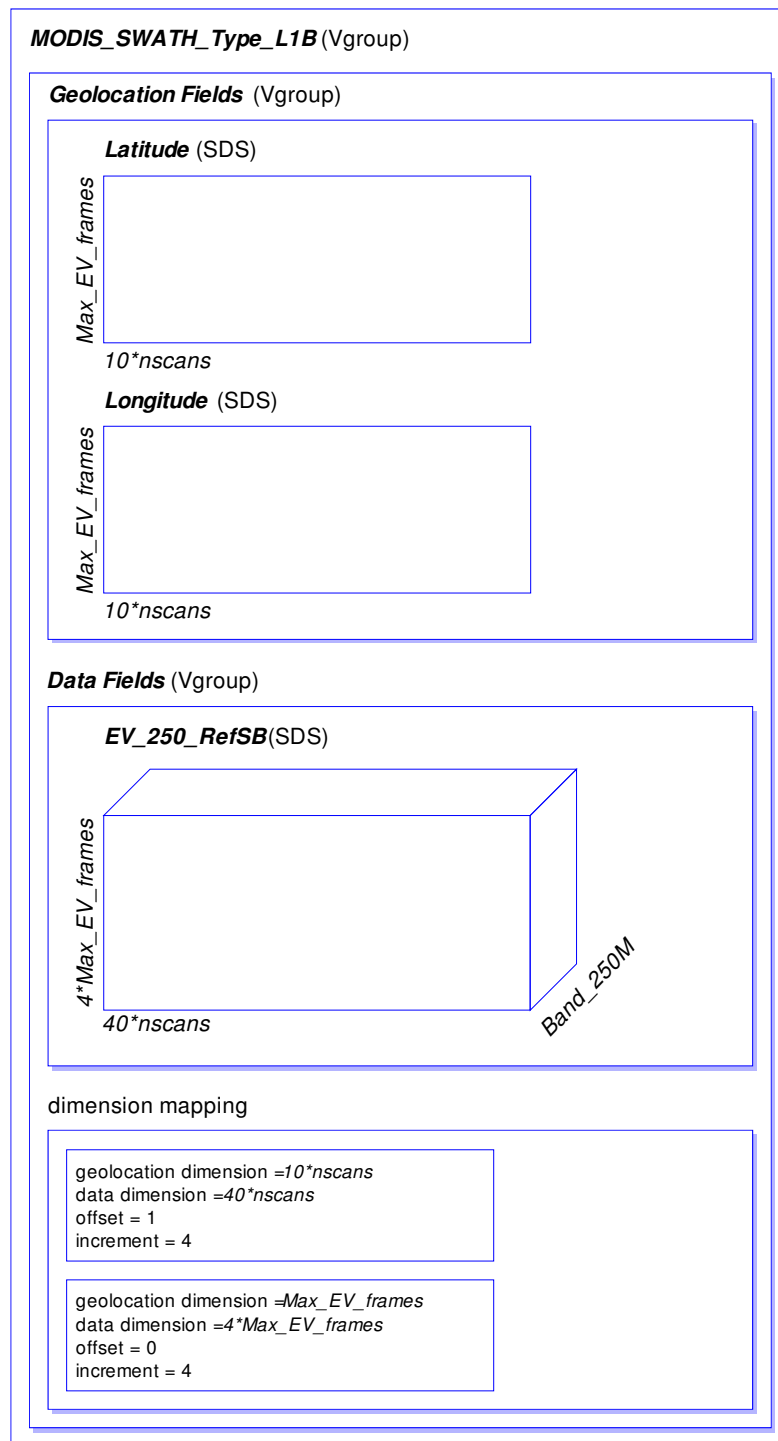 MODIS_SWATH_Type_L1B (Vgroup)
Geolocation Fields (Vgroup)
Latitude (SDS)
Max_EV_frames
10*nscans
Longitude (SDS)
Max_EV_frames
10*nscans
Data Fields (Vgroup)
EV_250_RefSB(SDS)
4*Max_EV_frames
40*nscans
Band_250M
dimension mapping
geolocation dimension =10*nscans
data dimension =40*nscans
offset = 1
increment = 4
geolocation dimension =Max_EV_frames
data dimension =4*Max_EV_frames
offset = 0
increment = 4